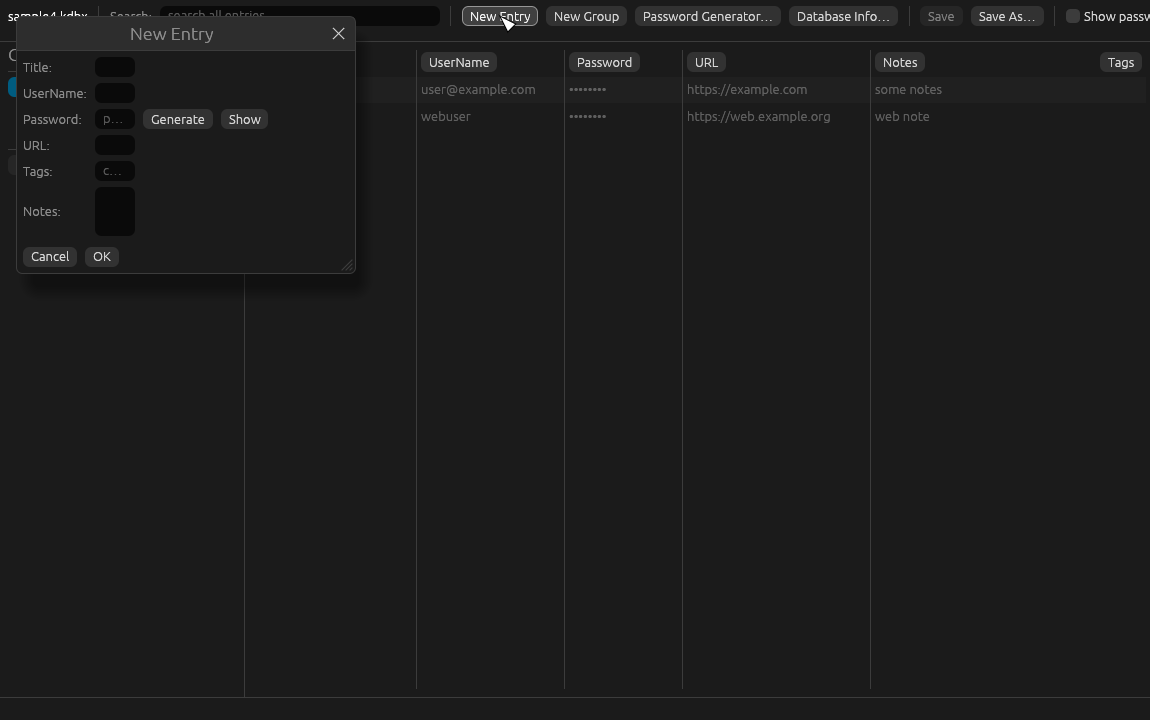 sample4.kdbx Search: search all entries New Entry New Group Password Generator... Database Info... Save Save As... Show passw
New Entry
Title:
UserName:
Password: p... Generate Show
URL:
Tags: c...
Notes:
Cancel OK
UserName Password URL Notes Tags
user@example.com •••••••• https://example.com some notes
webuser •••••••• https://web.example.org web note